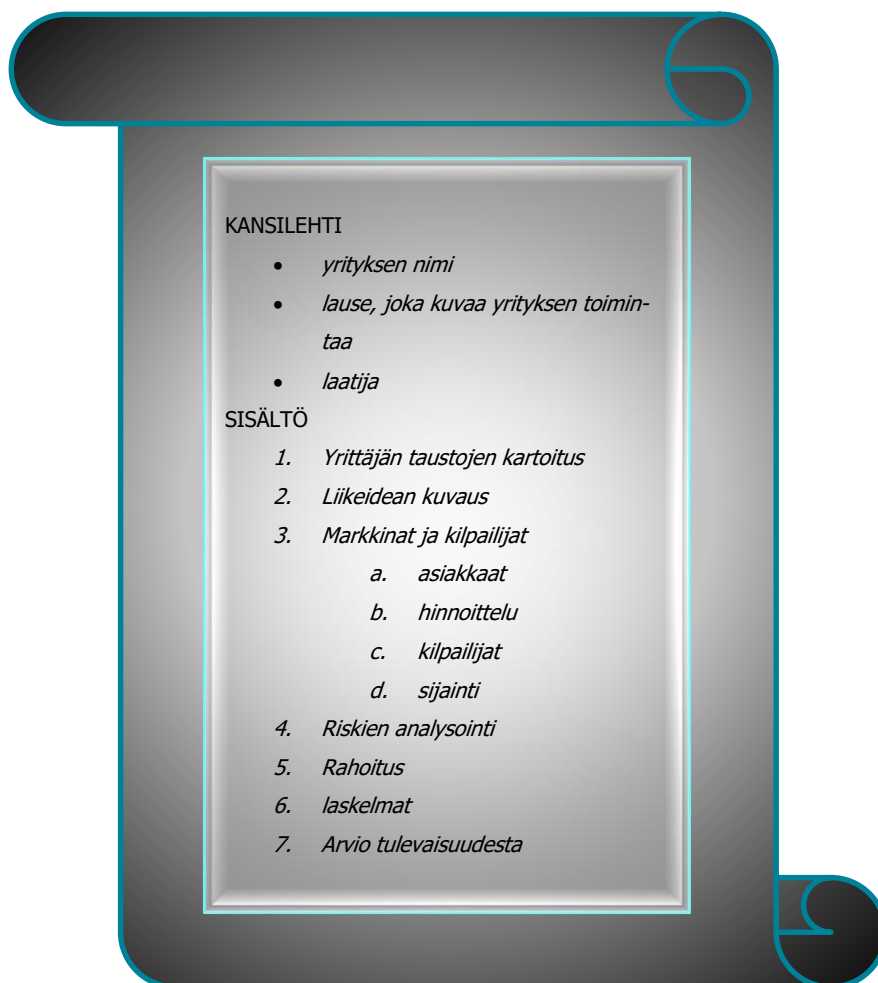 KANSILEHTI
• yrityksen nimi
• lause, joka kuvaa yrityksen toimin-
taa
• laatija
SISÄLTÖ
1. Yrittäjän taustojen kartoitus
2. Liikeidean kuvaus
3. Markkinat ja kilpailijat
a. asiakkaat
b. hinnoittelu
c. kilpailijat
d. sijainti
4. Riskien analysointi
5. Rahoitus
6. laskelmat
7. Arvio tulevaisuudesta